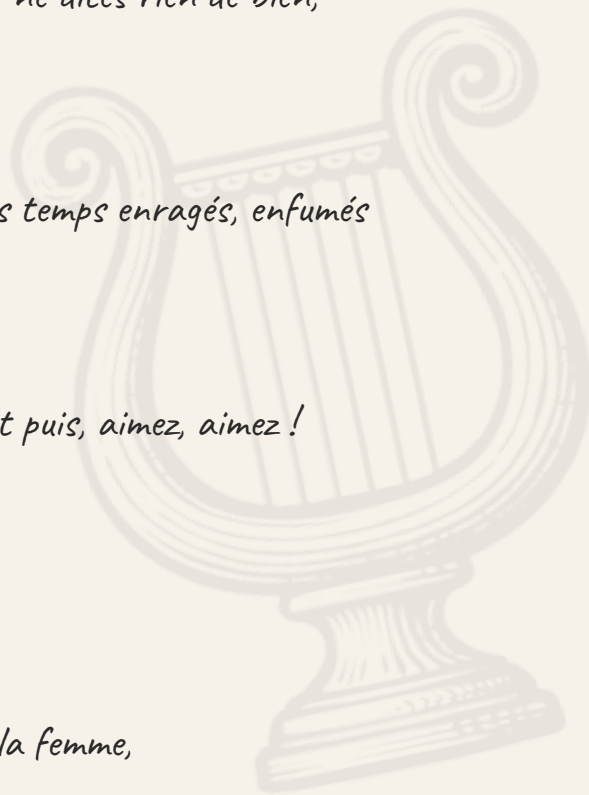 ne dites rien de bien,
s temps enragés, enfumés
t puis, aimez, aimez !
la femme,